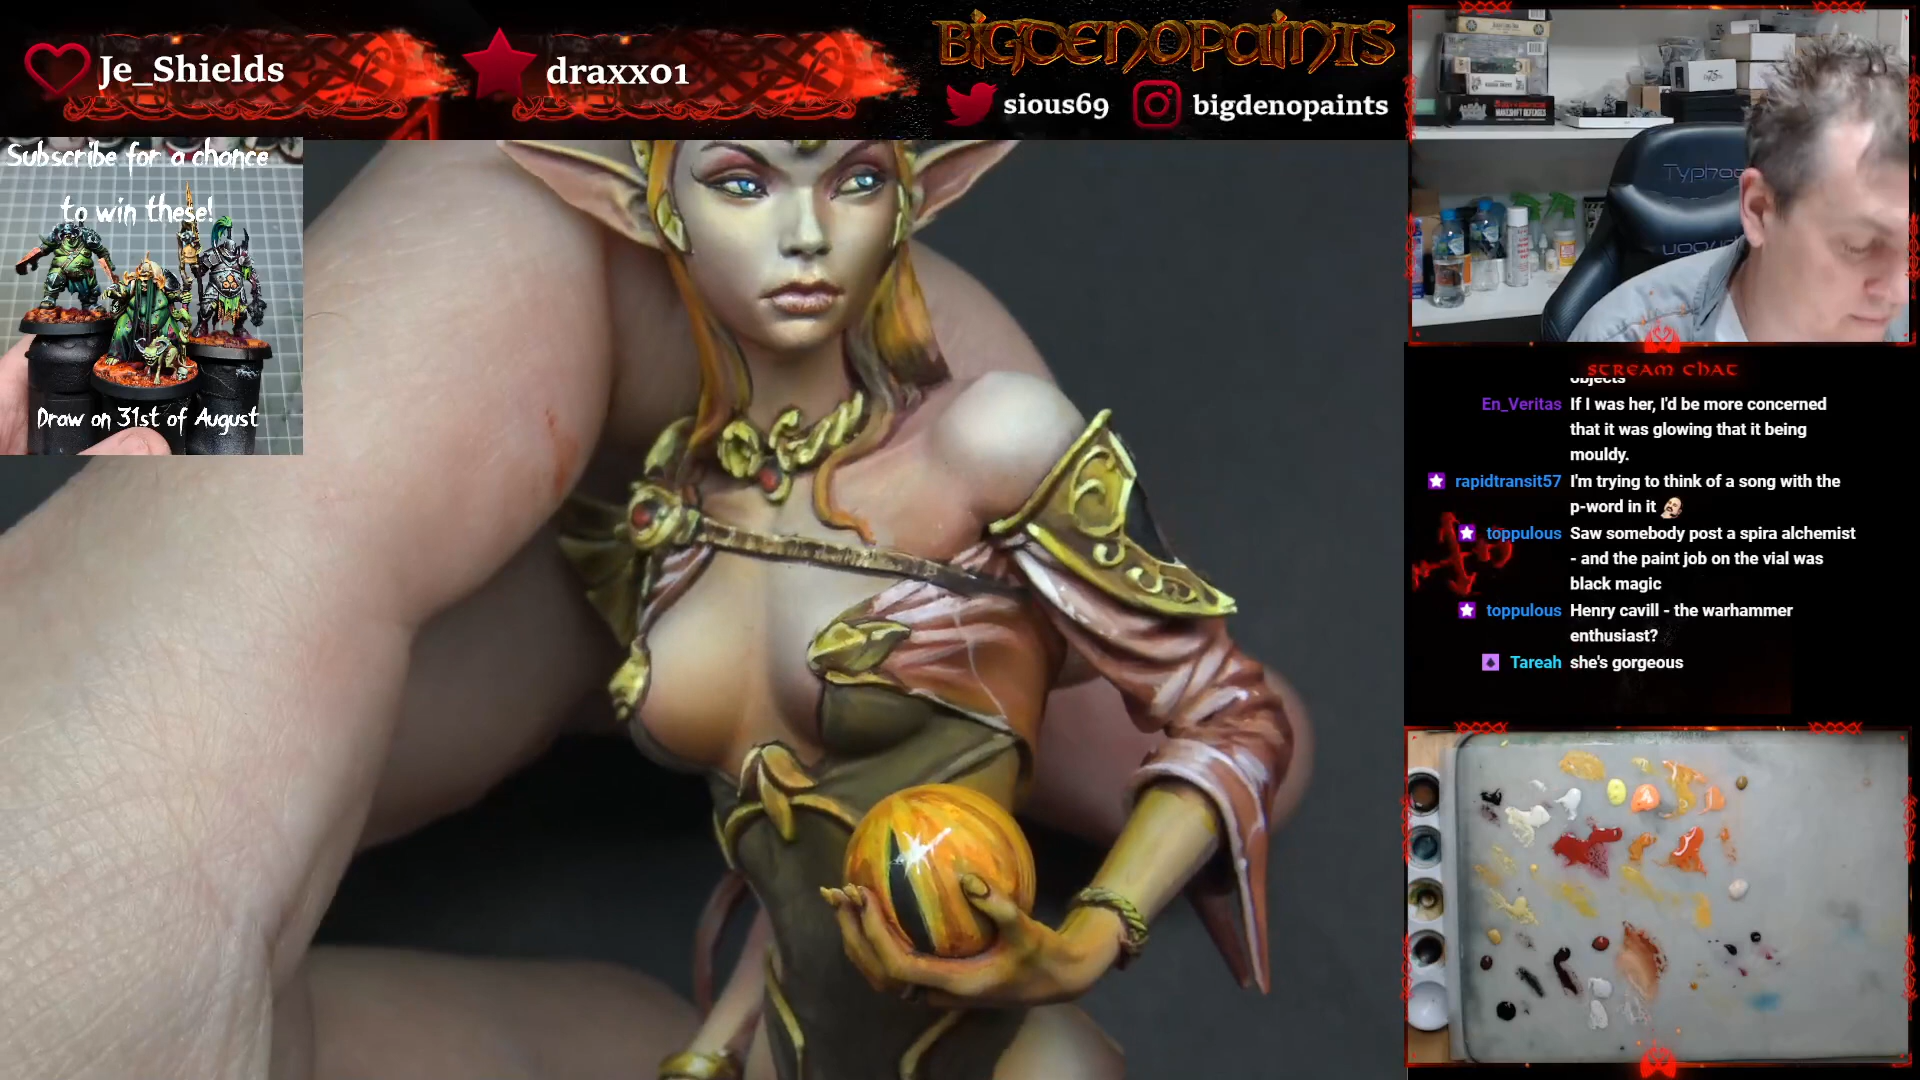 Je_Shields
draxx01
BIGDENOPAINTS
sious69
bigdenopaints
Subscribe for a chance
to win these!
Draw on 31st of August
STREAM CHAT
objects
En_Veritas If I was her, I'd be more concerned
that it was glowing that it being
mouldy.
rapidtransit57 I'm trying to think of a song with the
p-word in it
toppulous Saw somebody post a spira alchemist
- and the paint job on the vial was
black magic
toppulous Henry cavill - the warhammer
enthusiast?
Tareah she's gorgeous